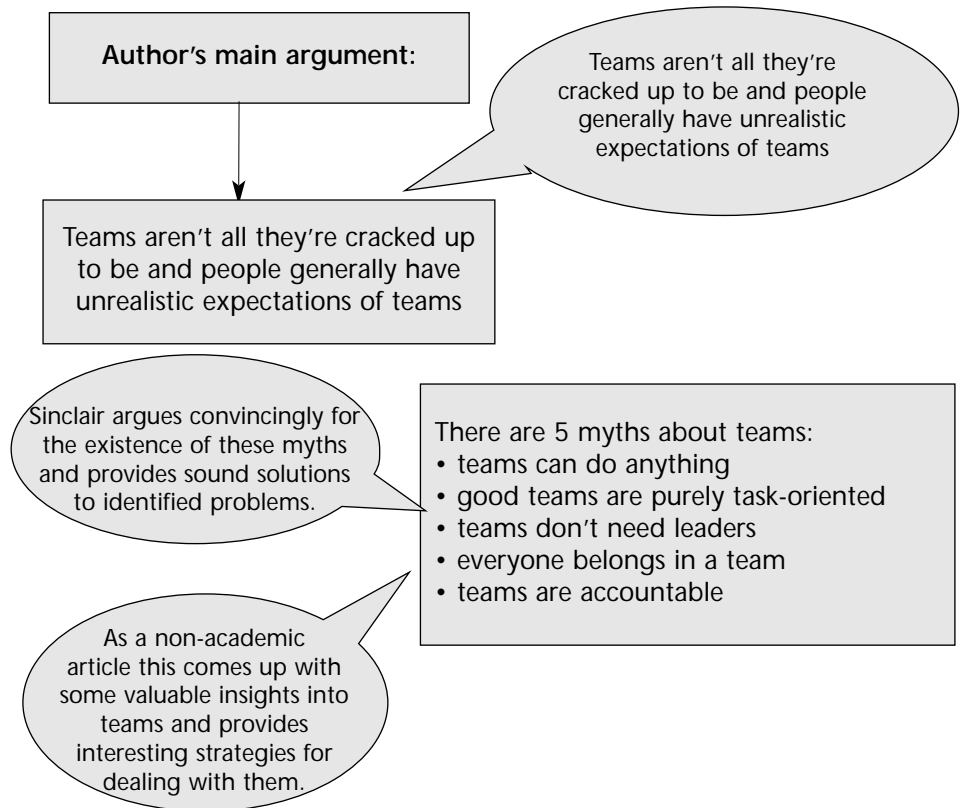 Author's main argument:
Teams aren't all they're
cracked up to be and people
generally have unrealistic
expectations of teams
Teams aren't all they're cracked up
to be and people generally have
unrealistic expectations of teams
Sinclair argues convincingly for
the existence of these myths
and provides sound solutions
to identified problems.
There are 5 myths about teams:
• teams can do anything
• good teams are purely task-oriented
• teams don't need leaders
• everyone belongs in a team
• teams are accountable
As a non-academic
article this comes up with
some valuable insights into
teams and provides
interesting strategies for
dealing with them.